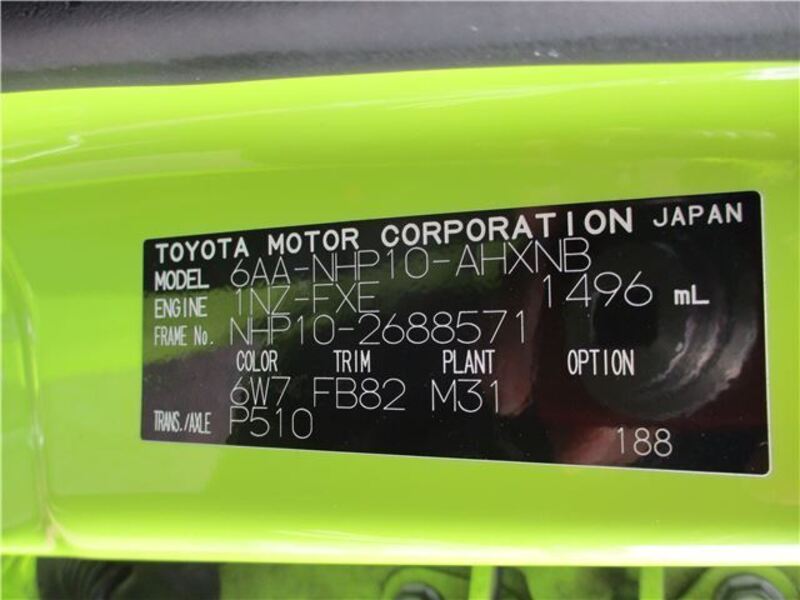 TOYOTA MOTOR CORPORATION JAPAN
MODEL 6AA-NHP10-AHXNB
ENGINE 1NZ-FXE 1496 mL
FRAME No. NHP10-2688571
COLOR TRIM PLANT OPTION
6W7 FB82 M31
TRANS./AXLE P510
188